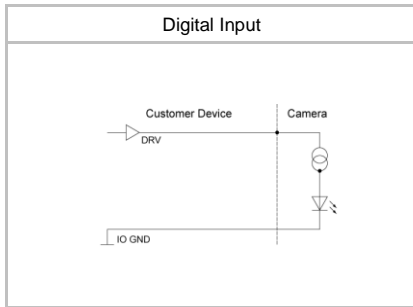 Digital Input
Customer Device
Camera
DRV
IO GND